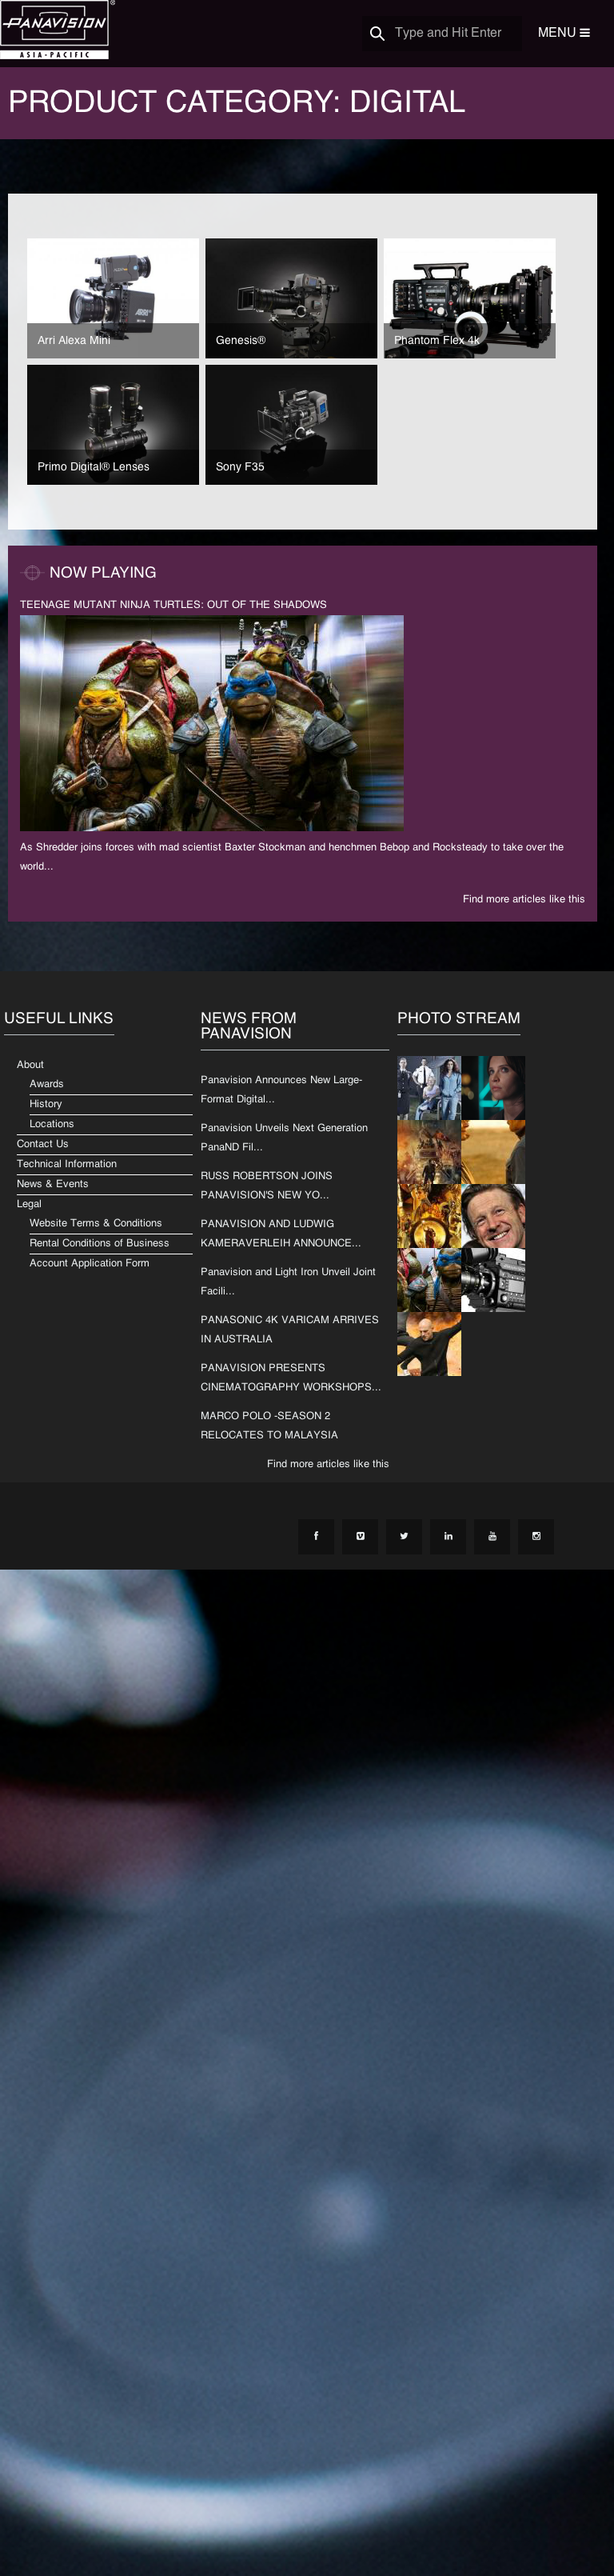 PANAVISION®
ASIA-PACIFIC
Type and Hit Enter
MENU
PRODUCT CATEGORY: DIGITAL
Arri Alexa Mini
Genesis®
Phantom Flex 4k
Primo Digital® Lenses
Sony F35
NOW PLAYING
TEENAGE MUTANT NINJA TURTLES: OUT OF THE SHADOWS
As Shredder joins forces with mad scientist Baxter Stockman and henchmen Bebop and Rocksteady to take over the
world...
Find more articles like this
USEFUL LINKS
About
Awards
History
Locations
Contact Us
Technical Information
News & Events
Legal
Website Terms & Conditions
Rental Conditions of Business
Account Application Form
NEWS FROM
PANAVISION
Panavision Announces New Large-
Format Digital...
Panavision Unveils Next Generation
PanaND Fil...
RUSS ROBERTSON JOINS
PANAVISION'S NEW YO...
PANAVISION AND LUDWIG
KAMERAVERLEIH ANNOUNCE...
Panavision and Light Iron Unveil Joint
Facili...
PANASONIC 4K VARICAM ARRIVES
IN AUSTRALIA
PANAVISION PRESENTS
CINEMATOGRAPHY WORKSHOPS...
MARCO POLO -SEASON 2
RELOCATES TO MALAYSIA
Find more articles like this
PHOTO STREAM